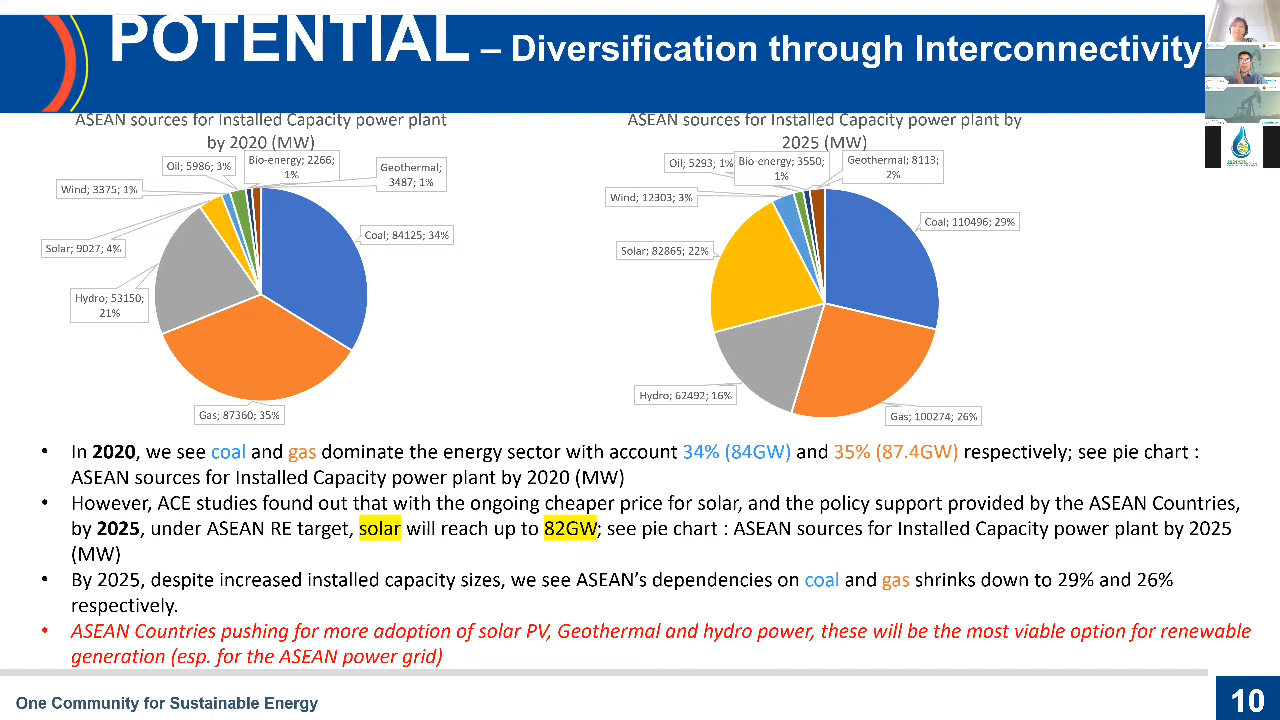 POTENTIAL – Diversification through Interconnectivity
ASEAN sources for Installed Capacity power plant
by 2020 (MW)
Oil; 5986; 3%
Bio-energy; 2266;
1%
Geothermal;
3487; 1%
Wind; 3375; 1%
Solar; 9027; 4%
Coal; 84125; 34%
Hydro; 53150;
21%
Gas; 87360; 35%
ASEAN sources for Installed Capacity power plant by
2025 (MW)
Oil; 5293; 1%
Bio-energy; 3550;
1%
Geothermal; 8113;
2%
Wind; 12303; 3%
Coal; 110496; 29%
Solar; 82865; 22%
Hydro; 62492; 16%
Gas; 100274; 26%
• In 2020, we see coal and gas dominate the energy sector with account 34% (84GW) and 35% (87.4GW) respectively; see pie chart :
ASEAN sources for Installed Capacity power plant by 2020 (MW)
• However, ACE studies found out that with the ongoing cheaper price for solar, and the policy support provided by the ASEAN Countries,
by 2025, under ASEAN RE target, solar will reach up to 82GW; see pie chart : ASEAN sources for Installed Capacity power plant by 2025
(MW)
• By 2025, despite increased installed capacity sizes, we see ASEAN’s dependencies on coal and gas shrinks down to 29% and 26%
respectively.
• ASEAN Countries pushing for more adoption of solar PV, Geothermal and hydro power, these will be the most viable option for renewable
generation (esp. for the ASEAN power grid)
One Community for Sustainable Energy
10